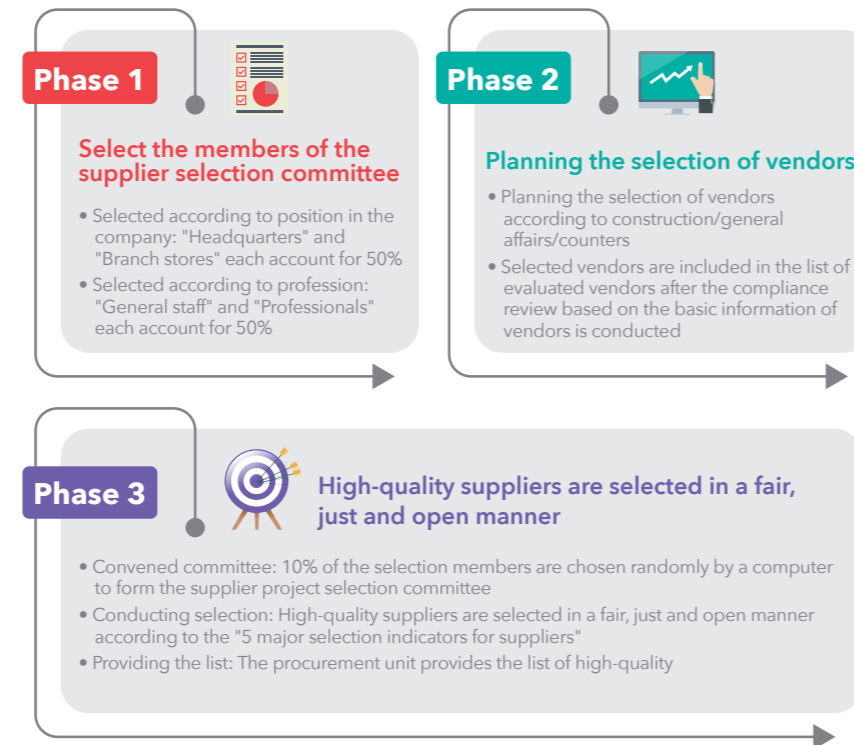 Phase 1
Select the members of the
supplier selection committee
• Selected according to position in the
company: "Headquarters" and
"Branch stores" each account for 50%
• Selected according to profession:
"General staff" and "Professionals"
each account for 50%
Phase 2
Planning the selection of vendors
• Planning the selection of vendors
according to construction/general
affairs/counters
• Selected vendors are included in the list of
evaluated vendors after the compliance
review based on the basic information of
vendors is conducted
Phase 3
High-quality suppliers are selected in a fair,
just and open manner
• Convened committee: 10% of the selection members are chosen randomly by a computer
to form the supplier project selection committee
• Conducting selection: High-quality suppliers are selected in a fair, just and open manner
according to the "5 major selection indicators for suppliers"
• Providing the list: The procurement unit provides the list of high-quality